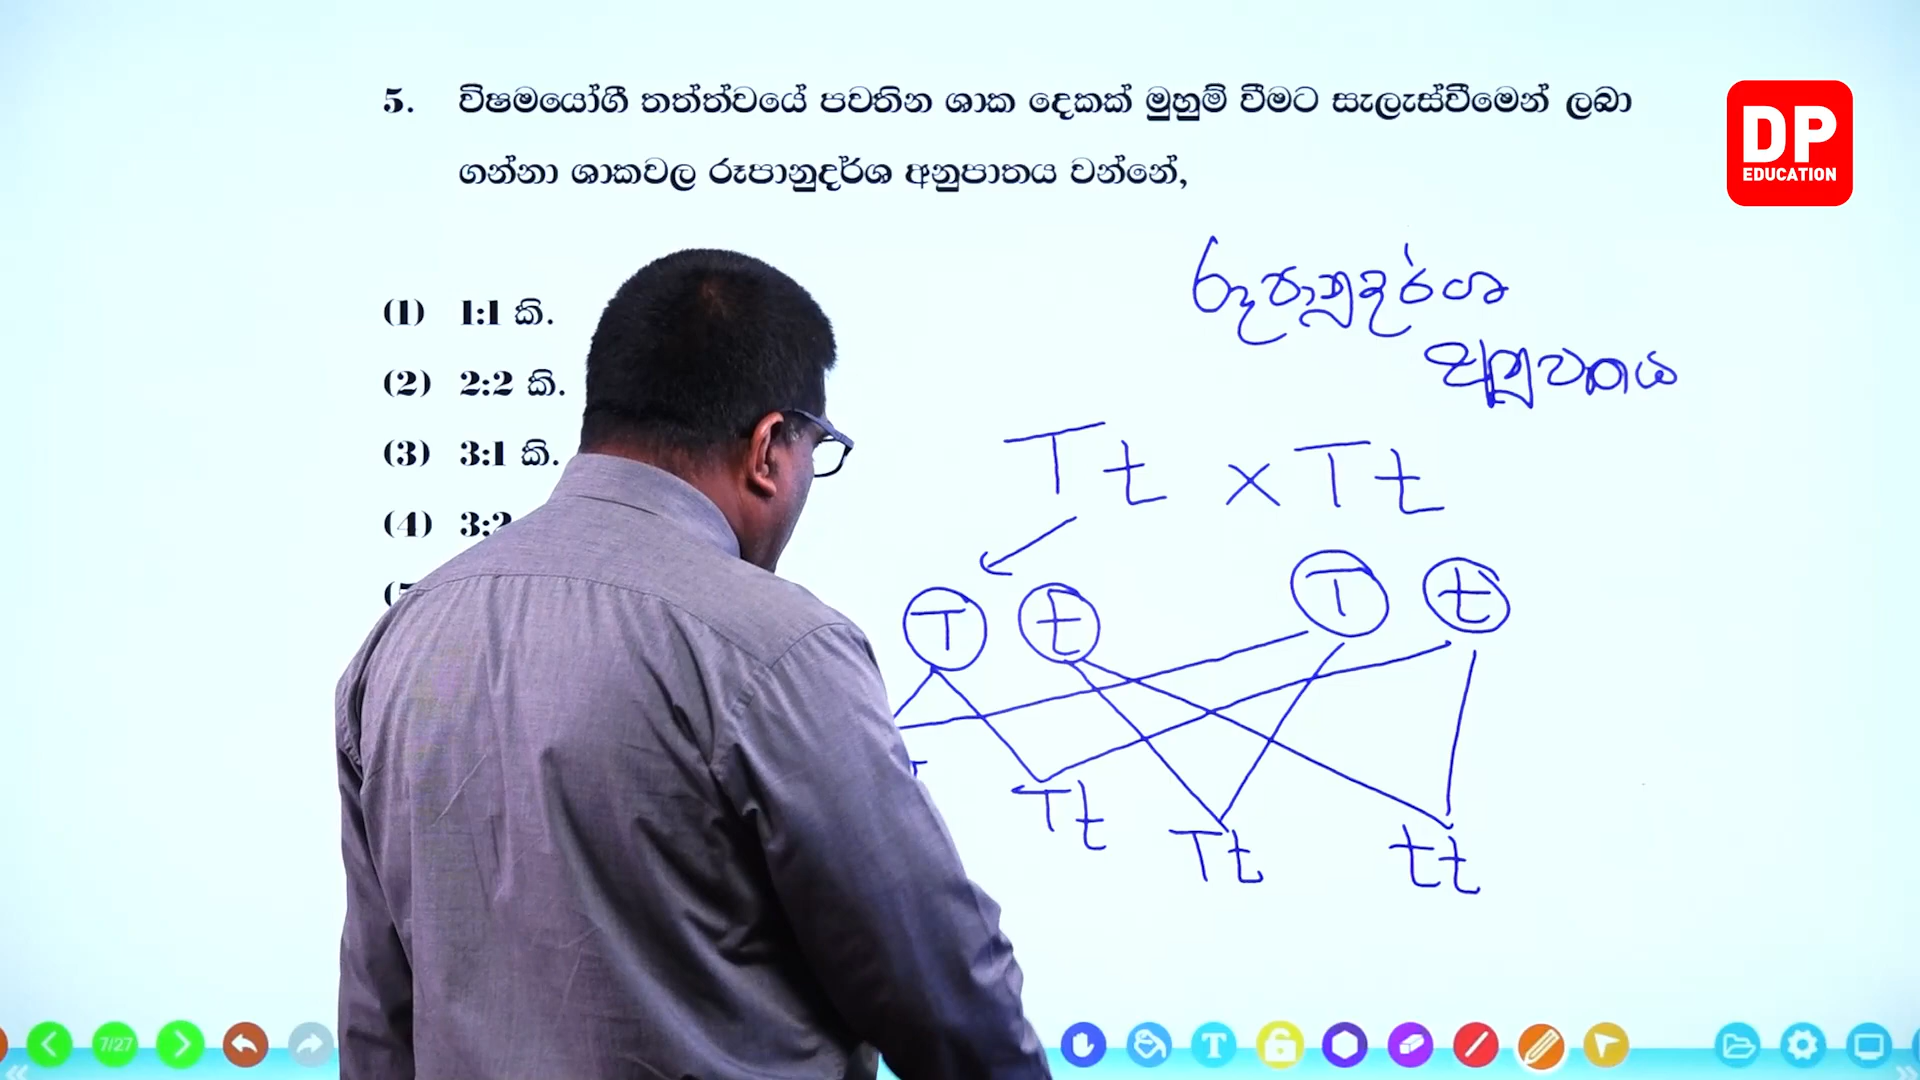 5. විෂමයෝගී තත්ත්වයේ පවතින ශාක දෙකක් මුහුම් වීමට සැලැස්වීමෙන් ලබා
ගන්නා ශාකවල රූපානුදර්ශ අනුපාතය වන්නේ,
DP
EDUCATION
රූපානුදර්ශ
අනුපාතය
(1) 1:1 කි.
(2) 2:2 කි.
(3) 3:1 කි.
(4) 3:2
Tt × Tt
T t T t
Tt Tt tt
7/27